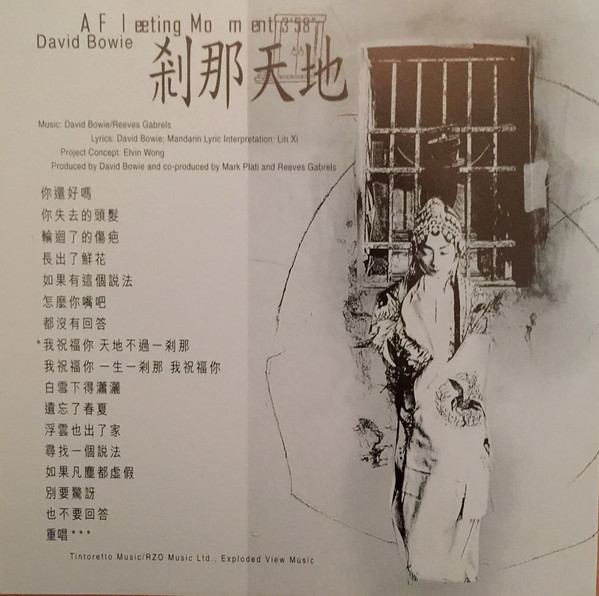 A Fleeting Moment 3'58"
David Bowie
剎那天地
Music: David Bowie/Reeves Gabrels
Lyrics: David Bowie; Mandarin Lyric Interpretation: Lin Xi
Project Concept: Elvin Wong
Produced by David Bowie and co-produced by Mark Plati and Reeves Gabrels
你還好嗎
你失去的頭髮
輪迴了的傷疤
長出了鮮花
如果有這個說法
怎麼你嘴吧
都沒有回答
*我祝福你 天地不過一剎那
我祝福你 一生一剎那 我祝福你
白雪下得瀟灑
遺忘了春夏
浮雲也出了家
尋找一個說法
如果凡塵都虛假
別要驚訝
也不要回答
重唱***
Tintoretto Music/RZO Music Ltd., Exploded View Music